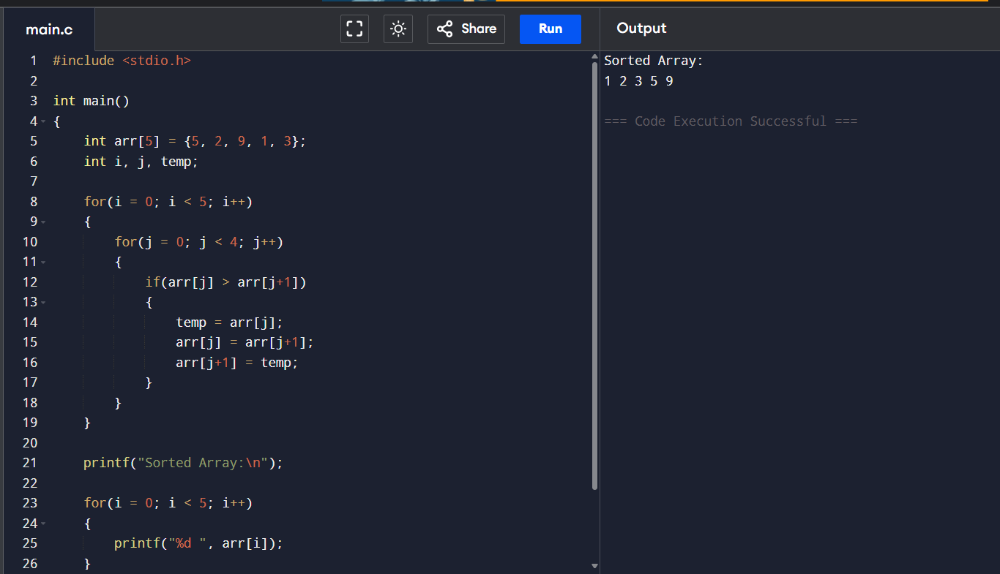 main.c
Share
Run
Output
1 #include <stdio.h>
2
3 int main()
4 {
5     int arr[5] = {5, 2, 9, 1, 3};
6     int i, j, temp;
7
8     for(i = 0; i < 5; i++)
9     {
10         for(j = 0; j < 4; j++)
11         {
12             if(arr[j] > arr[j+1])
13             {
14                 temp = arr[j];
15                 arr[j] = arr[j+1];
16                 arr[j+1] = temp;
17             }
18         }
19     }
20
21     printf("Sorted Array:\n");
22
23     for(i = 0; i < 5; i++)
24     {
25         printf("%d ", arr[i]);
26     }
Sorted Array:
1 2 3 5 9
=== Code Execution Successful ===